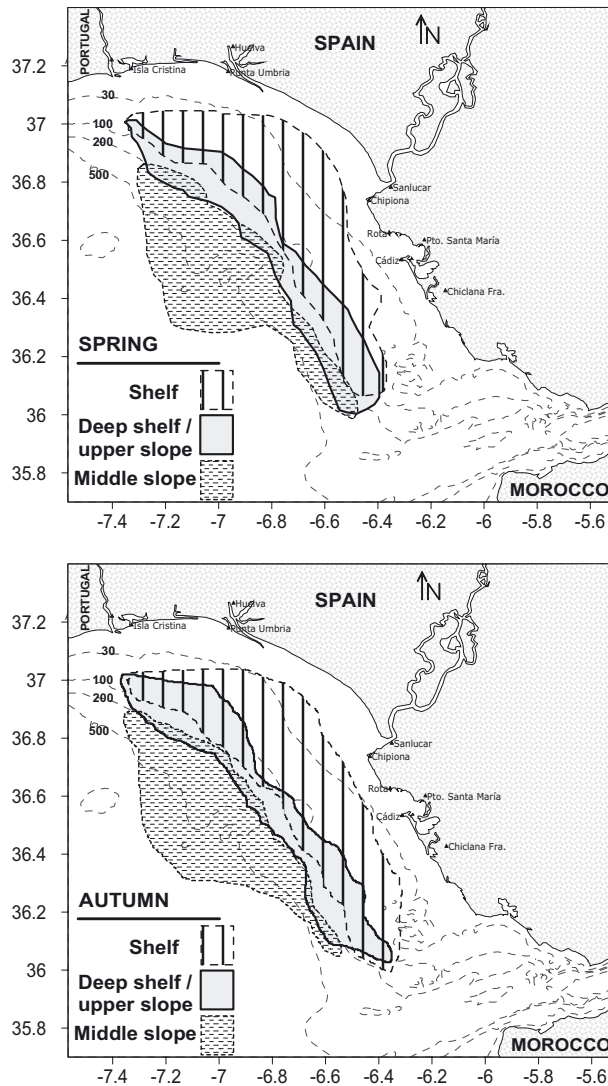 PORTUGAL
SPAIN
N
Huelva
Isla Cristina
Punta Umbria
37.2
30
37
100
200
500
36.8
Sanlucar
Chipiona
36.6
Rota
Pto. Santa María
Cádiz
36.4
Chiclana Fra.
SPRING
36.2
Shelf
36
Deep shelf /
upper slope
35.8
Middle slope
MOROCCO
-7.4 -7.2 -7 -6.8 -6.6 -6.4 -6.2 -6 -5.8 -5.6
PORTUGAL
SPAIN
N
Huelva
Isla Cristina
Punta Umbria
37.2
30
37
100
200
500
36.8
Sanlucar
Chipiona
36.6
Rota
Pto. Santa María
Cádiz
36.4
Chiclana Fra.
36.2
AUTUMN
Shelf
36
Deep shelf /
upper slope
35.8
Middle slope
MOROCCO
-7.4 -7.2 -7 -6.8 -6.6 -6.4 -6.2 -6 -5.8 -5.6